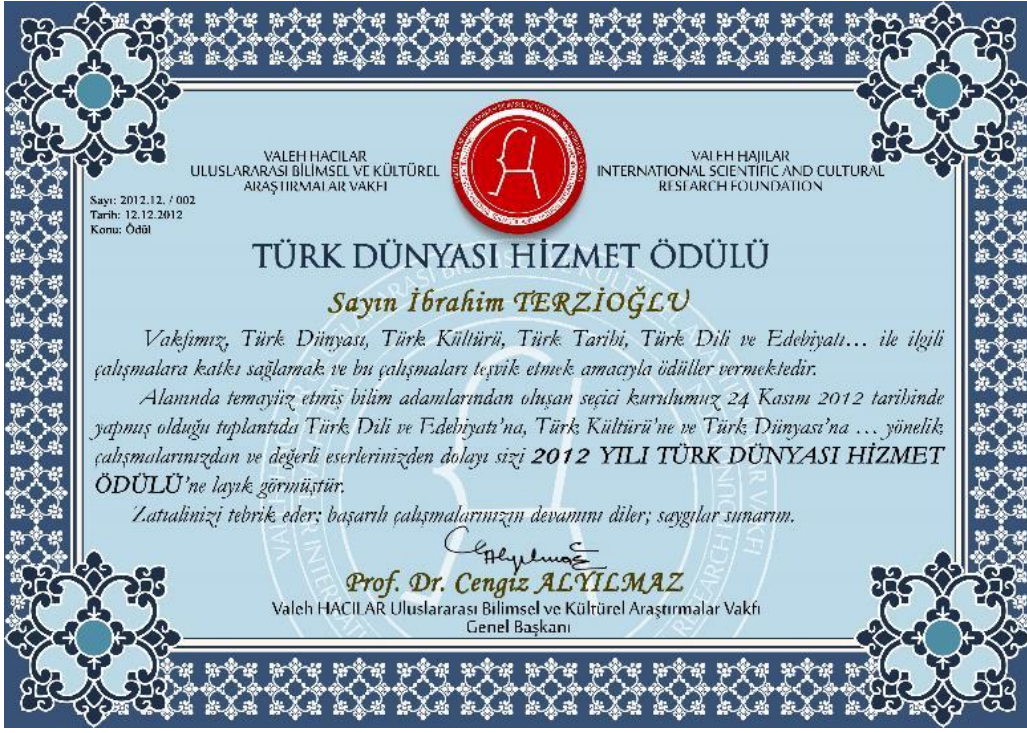 VALEH HACILAR
ULUSLARARASI BİLİMSEL VE KÜLTÜREL
ARAŞTIRMALAR VAKFI
VALEH HAJILAR
INTERNATIONAL SCIENTIFIC AND CULTURAL
RESEARCH FOUNDATION
Sayı: 2012.12. / 002
Tarih: 12.12.2012
Konu: Ödül
TÜRK DÜNYASI HİZMET ÖDÜLÜ
Sayın İbrahim TERZİOĞLU
Vakfımız, Türk Dünyası, Türk Kültürü, Türk Tarihi, Türk Dili ve Edebiyatı... ile ilgili
çalışmalara katkı sağlamak ve bu çalışmaları teşvik etmek amacıyla ödüller vermektedir.
Alanında temayüz etmiş bilim adamlarından oluşan seçici kurulumuz 24 Kasım 2012 tarihinde
yapmış olduğu toplantıda Türk Dili ve Edebiyatı'na, Türk Kültürü'ne ve Türk Dünyası'na ... yönelik
çalışmalarınızdan ve değerli eserlerinizden dolayı sizi 2012 YILI TÜRK DÜNYASI HİZMET
ÖDÜLÜ'ne layık görmüştür.
Zatıalinizi tebrik eder; başarılı çalışmalarınızın devamını diler; saygılar sunarım.
Prof. Dr. Cengiz ALYILMAZ
Valeh HACILAR Uluslararası Bilimsel ve Kültürel Araştırmalar Vakfı
Genel Başkanı